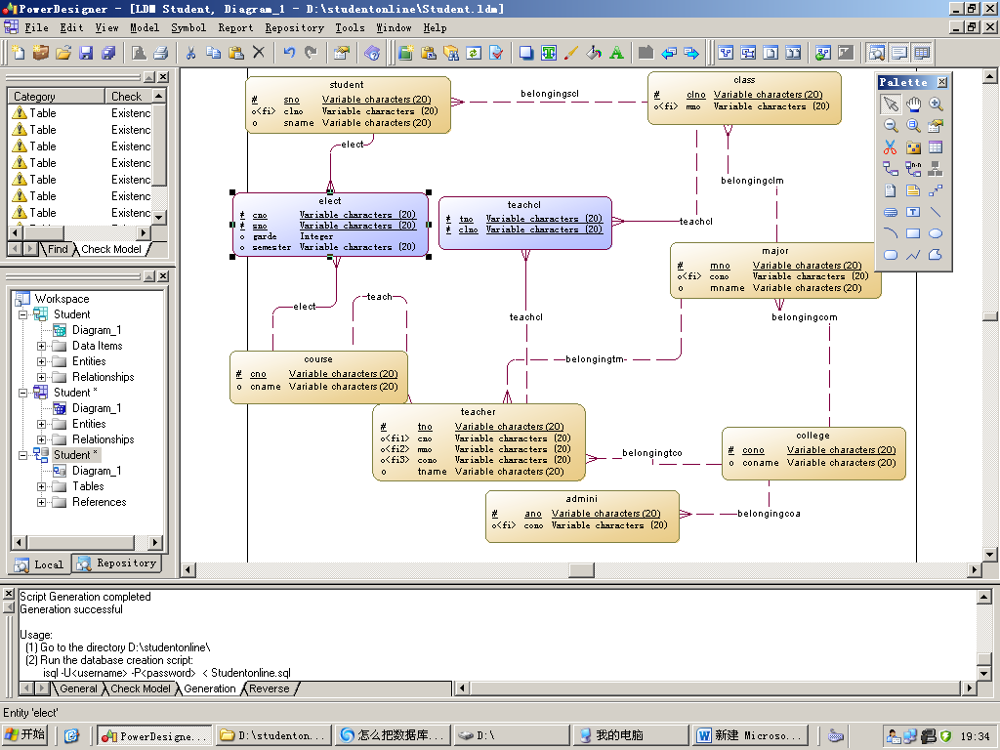 PowerDesigner - [LDM Student, Diagram_1 - D:\studentonline\Student.ldm]
File Edit View Model Symbol Report Repository Tools Window Help
Category Check
Table Existenc
Table Existenc
Table Existenc
Table Existenc
Table Existenc
Table Existenc
Table Existenc
Find Check Model
Workspace
Student
Diagram_1
Data Items
Entities
Relationships
Student *
Diagram_1
Entities
Relationships
Student *
Diagram_1
Tables
References
Local Repository
student
# sno Variable characters (20)
o<fi> clno Variable characters (20)
o sname Variable characters (20)
belongingscl
class
# clno Variable characters (20)
o<fi> mno Variable characters (20)
Palette
elect
belongingclm
elect
# cno Variable characters (20)
# sno Variable characters (20)
o garde Integer
o semester Variable characters (20)
teachcl
# tno Variable characters (20)
# clno Variable characters (20)
teachcl
major
# mno Variable characters (20)
o<fi> cono Variable characters (20)
o mname Variable characters (20)
teach
elect
teachcl
belongingcom
course
# cno Variable characters (20)
o cname Variable characters (20)
belongingtm
teacher
# tno Variable characters (20)
o<fi1> cno Variable characters (20)
o<fi2> mno Variable characters (20)
o<fi3> cono Variable characters (20)
o tname Variable characters (20)
belongingtco
college
# cono Variable characters (20)
o coname Variable characters (20)
admini
# ano Variable characters (20)
o<fi> cono Variable characters (20)
belongingcoa
Script Generation completed
Generation successful
Usage:
(1) Go to the directory D:\studentonline\
(2) Run the database creation script:
isql -U<username> -P<password> < Studentonline.sql
General Check Model Generation Reverse
Entity 'elect'
开始 PowerDesigne... D:\studenton... 怎么把数据库... D:\ 我的电脑 新建 Microso... 19:34